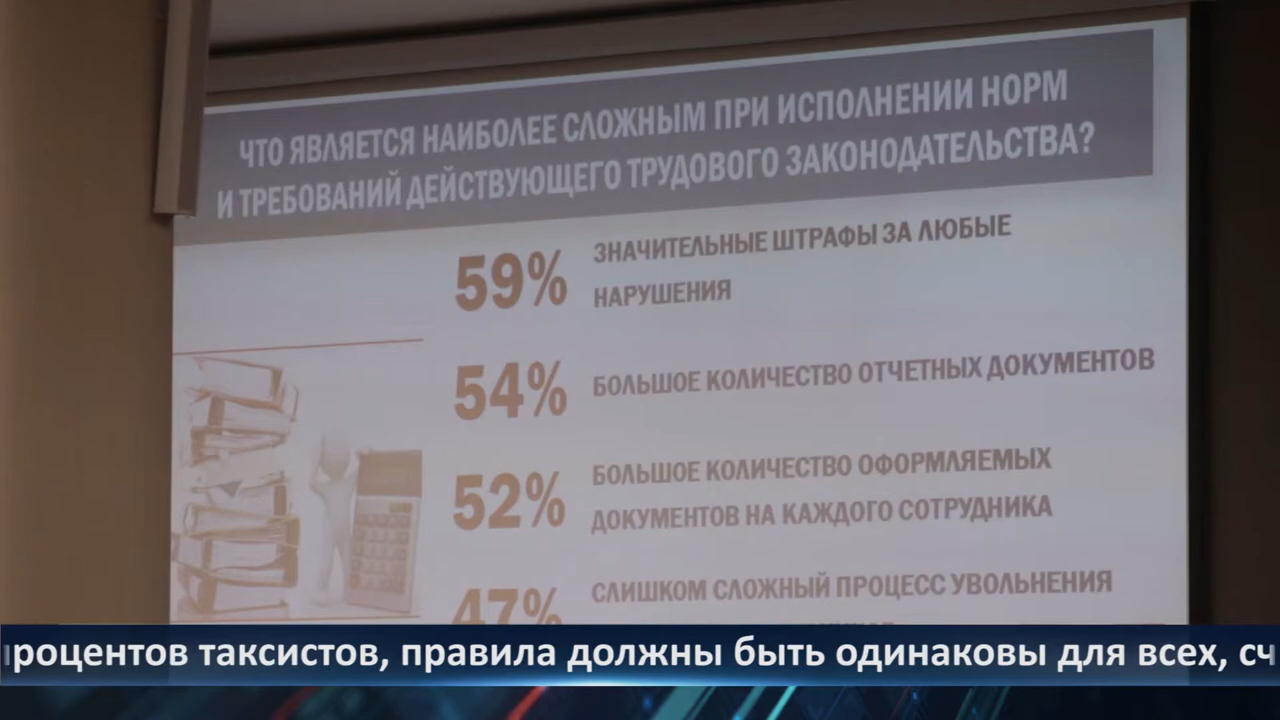 ЧТО ЯВЛЯЕТСЯ НАИБОЛЕЕ СЛОЖНЫМ ПРИ ИСПОЛНЕНИИ НОРМ
И ТРЕБОВАНИЙ ДЕЙСТВУЮЩЕГО ТРУДОВОГО ЗАКОНОДАТЕЛЬСТВА?
59% ЗНАЧИТЕЛЬНЫЕ ШТРАФЫ ЗА ЛЮБЫЕ
НАРУШЕНИЯ
54% БОЛЬШОЕ КОЛИЧЕСТВО ОТЧЕТНЫХ ДОКУМЕНТОВ
52% БОЛЬШОЕ КОЛИЧЕСТВО ОФОРМЛЯЕМЫХ
ДОКУМЕНТОВ НА КАЖДОГО СОТРУДНИКА
47% СЛИШКОМ СЛОЖНЫЙ ПРОЦЕСС УВОЛЬНЕНИЯ
таксистов, правила должны быть одинаковы для всех,